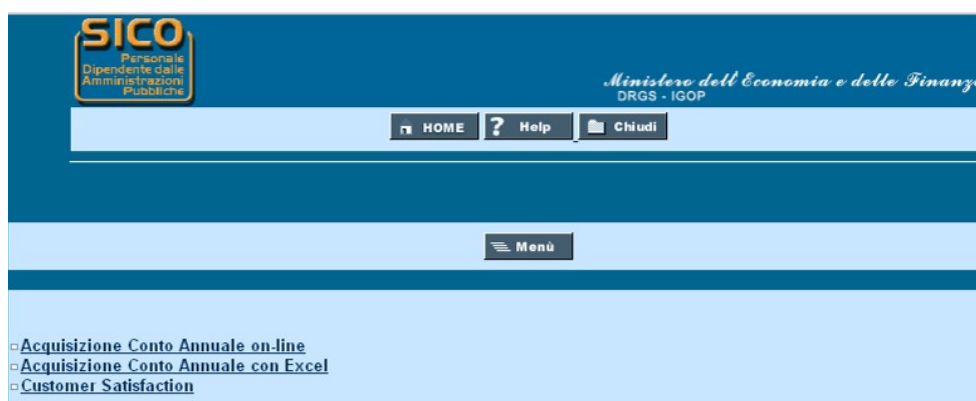 SICO
Personale
Dipendente dalle
Amministrazioni
Pubbliche
Ministero dell'Economia e delle Finanze
DRGS - IGOP
HOME
? Help
Chiudi
Menù
Acquisizione Conto Annuale on-line
Acquisizione Conto Annuale con Excel
Customer Satisfaction